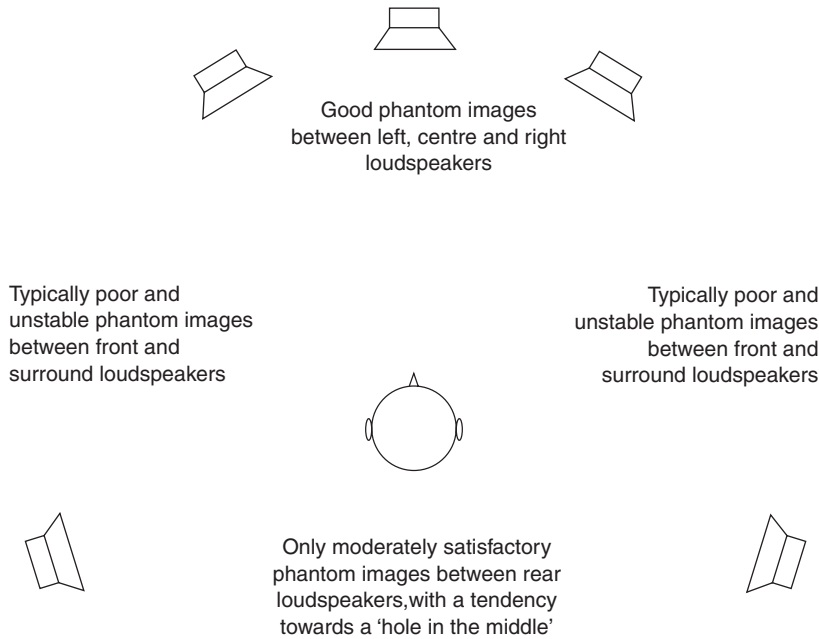 Good phantom images
between left, centre and right
loudspeakers
Typically poor and
unstable phantom images
between front and
surround loudspeakers
Typically poor and
unstable phantom images
between front and
surround loudspeakers
Only moderately satisfactory
phantom images between rear
loudspeakers,with a tendency
towards a ‘hole in the middle’